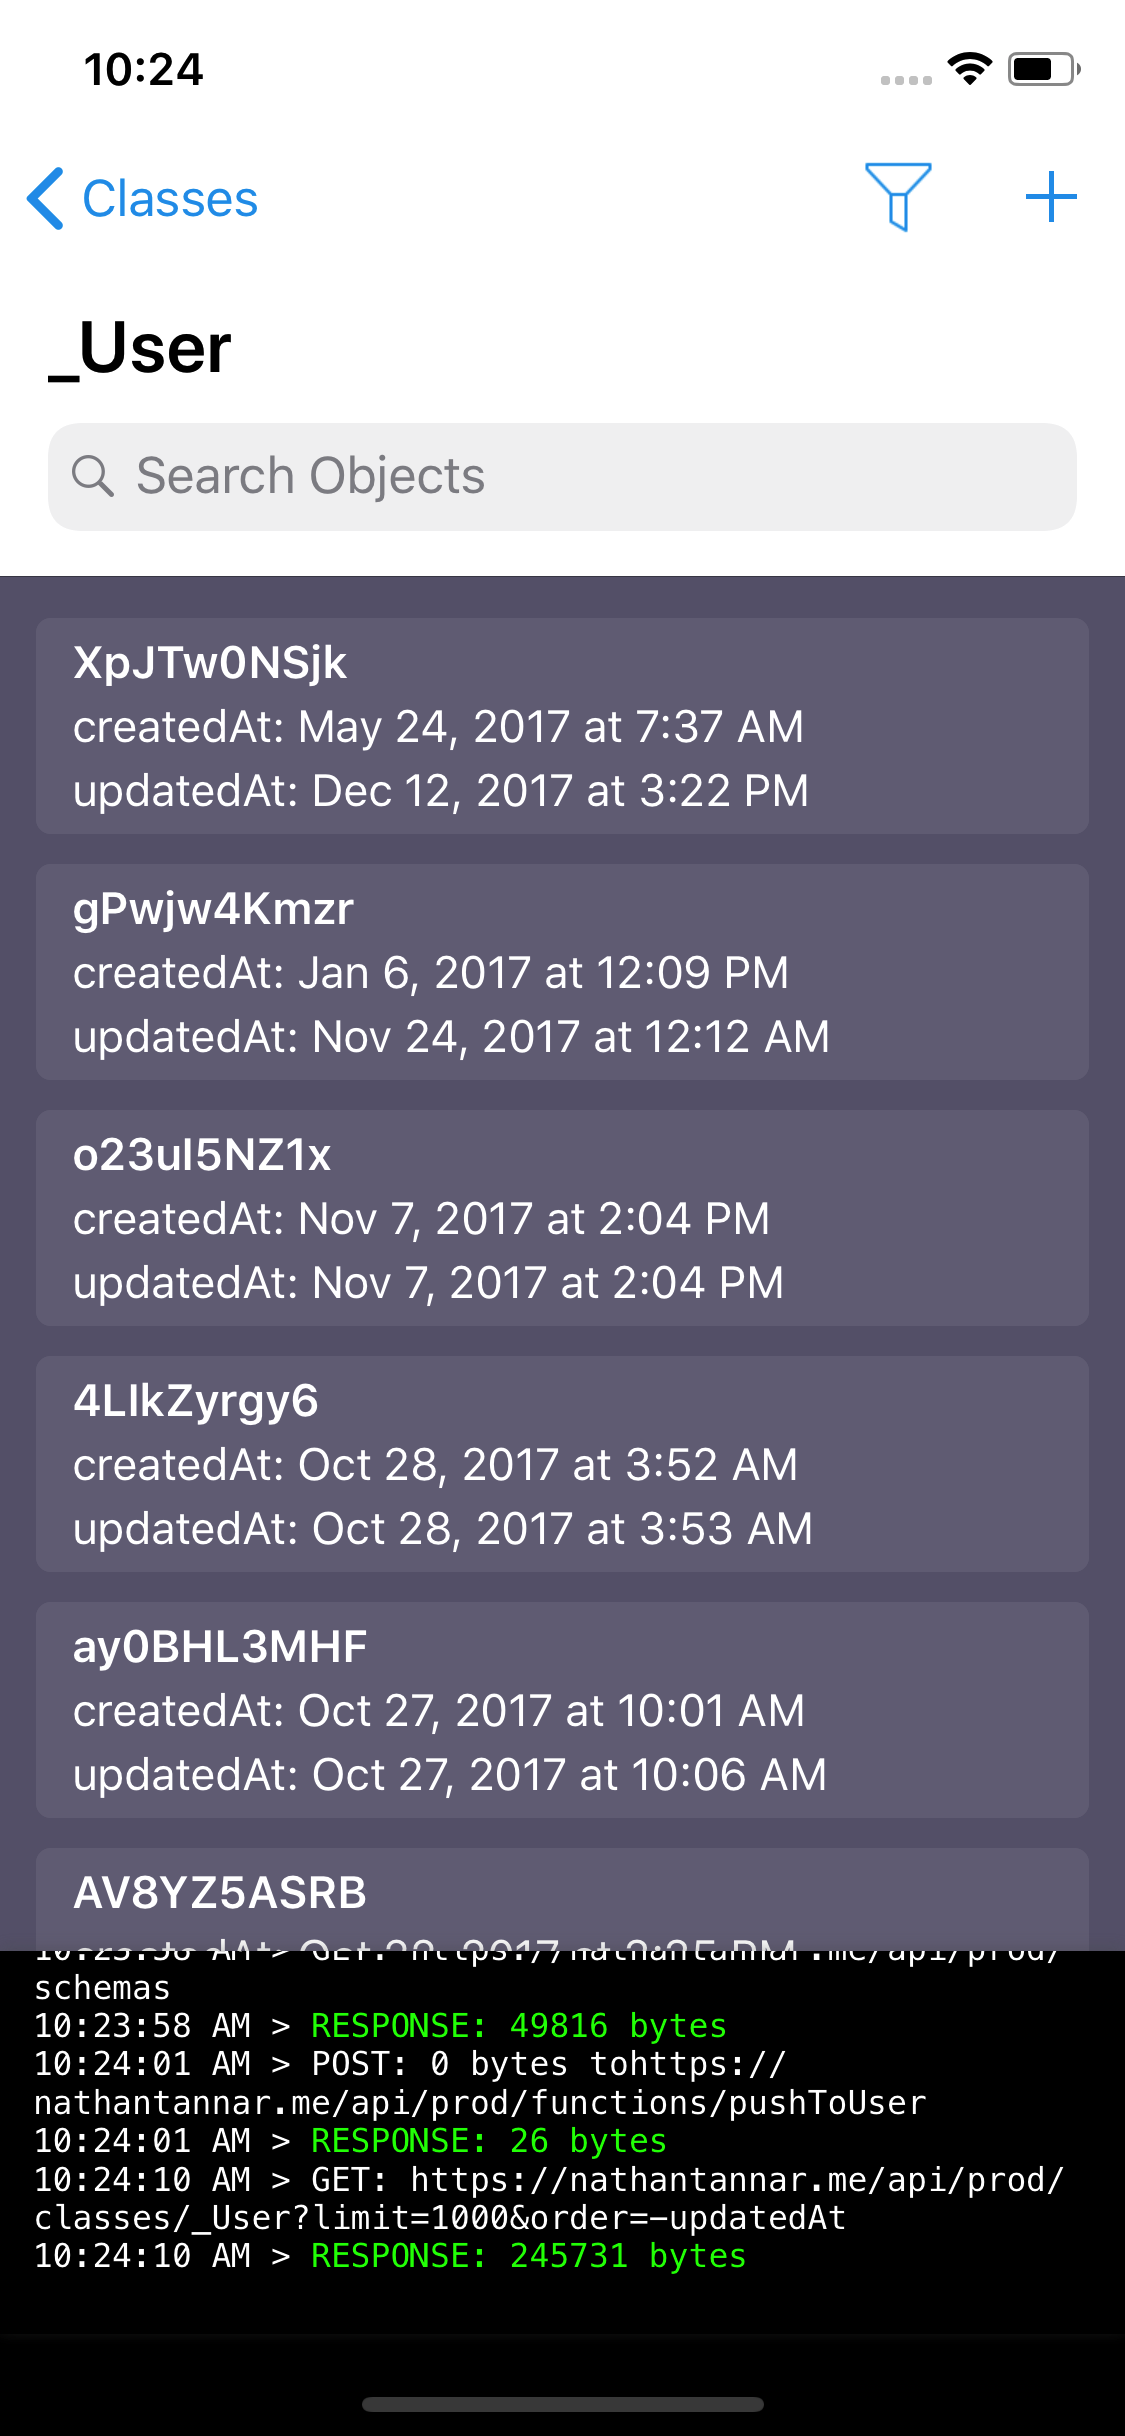 10:24
Classes
_User
Search Objects
XpJTw0NSjk
createdAt: May 24, 2017 at 7:37 AM
updatedAt: Dec 12, 2017 at 3:22 PM
gPwjw4Kmzr
createdAt: Jan 6, 2017 at 12:09 PM
updatedAt: Nov 24, 2017 at 12:12 AM
o23uI5NZ1x
createdAt: Nov 7, 2017 at 2:04 PM
updatedAt: Nov 7, 2017 at 2:04 PM
4LIkZyrgy6
createdAt: Oct 28, 2017 at 3:52 AM
updatedAt: Oct 28, 2017 at 3:53 AM
ay0BHL3MHF
createdAt: Oct 27, 2017 at 10:01 AM
updatedAt: Oct 27, 2017 at 10:06 AM
AV8YZ5ASRB
schemas
10:23:58 AM > RESPONSE: 49816 bytes
10:24:01 AM > POST: 0 bytes tohttps://
nathantannar.me/api/prod/functions/pushToUser
10:24:01 AM > RESPONSE: 26 bytes
10:24:10 AM > GET: https://nathantannar.me/api/prod/
classes/_User?limit=1000&order=-updatedAt
10:24:10 AM > RESPONSE: 245731 bytes